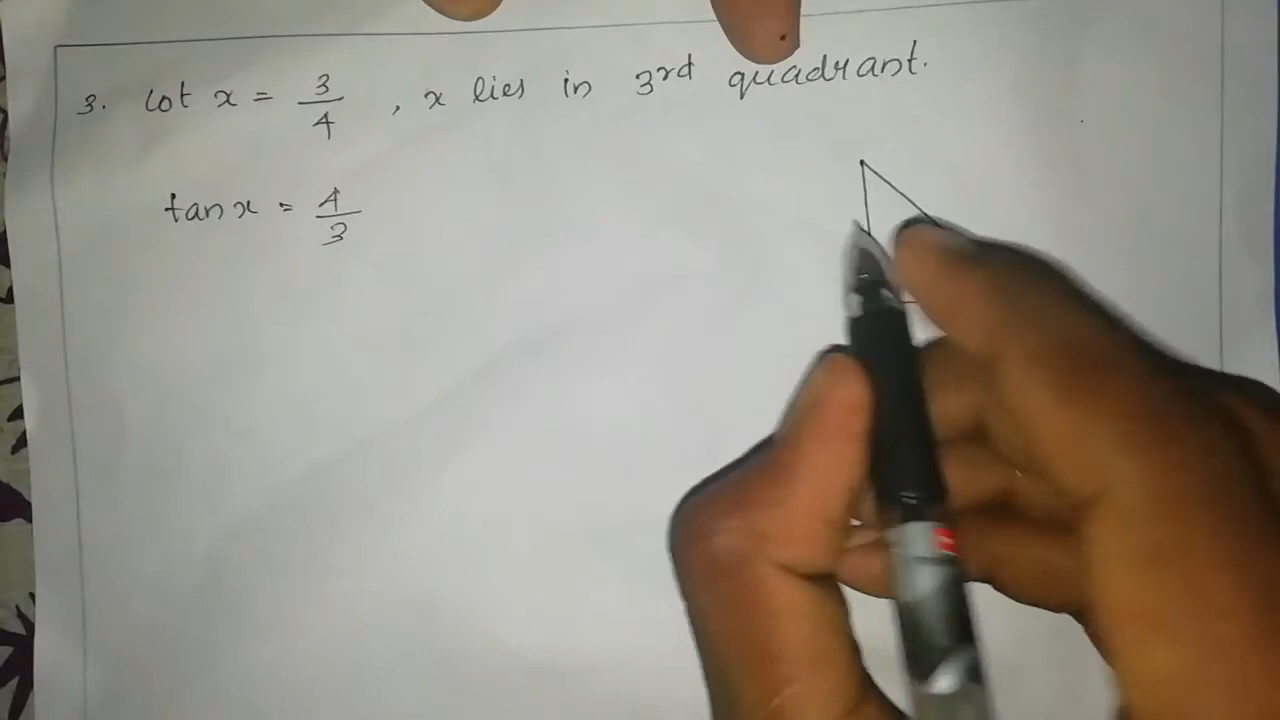 3. cot x = 3/4 , x lies in 3rd quadrant.
tan x = 4/3